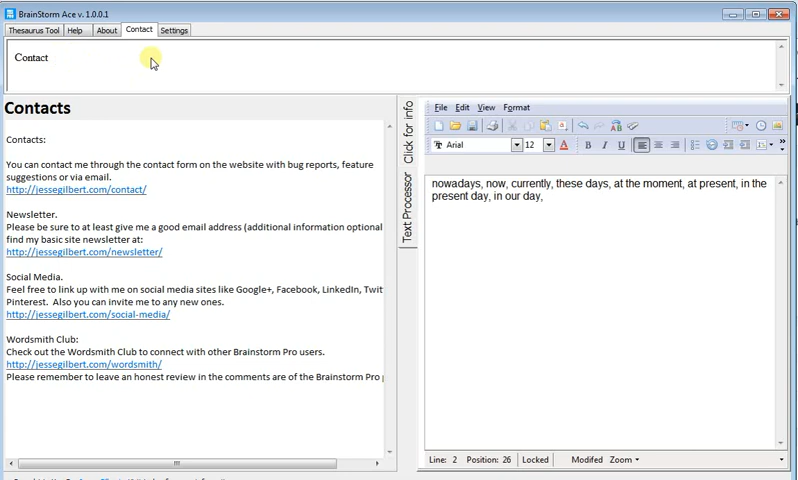 BrainStorm Ace v. 1.0.0.1
Thesaurus Tool Help About Contact Settings
Contact
Contacts
Contacts:
You can contact me through the contact form on the website with bug reports, feature
suggestions or via email.
http://jessegilbert.com/contact/
Newsletter.
Please be sure to at least give me a good email address (additional information optional
find my basic site newsletter at:
http://jessegilbert.com/newsletter/
Social Media.
Feel free to link up with me on social media sites like Google+, Facebook, LinkedIn, Twit
Pinterest. Also you can invite me to any new ones.
http://jessegilbert.com/social-media/
Wordsmith Club:
Check out the Wordsmith Club to connect with other Brainstorm Pro users.
http://jessegilbert.com/wordsmith/
Please remember to leave an honest review in the comments are of the Brainstorm Pro
Click for info
Text Processor
File Edit View Format
Arial 12 A B I U
nowadays, now, currently, these days, at the moment, at present, in the
present day, in our day,
Line: 2 Position: 26 Locked Modifed Zoom